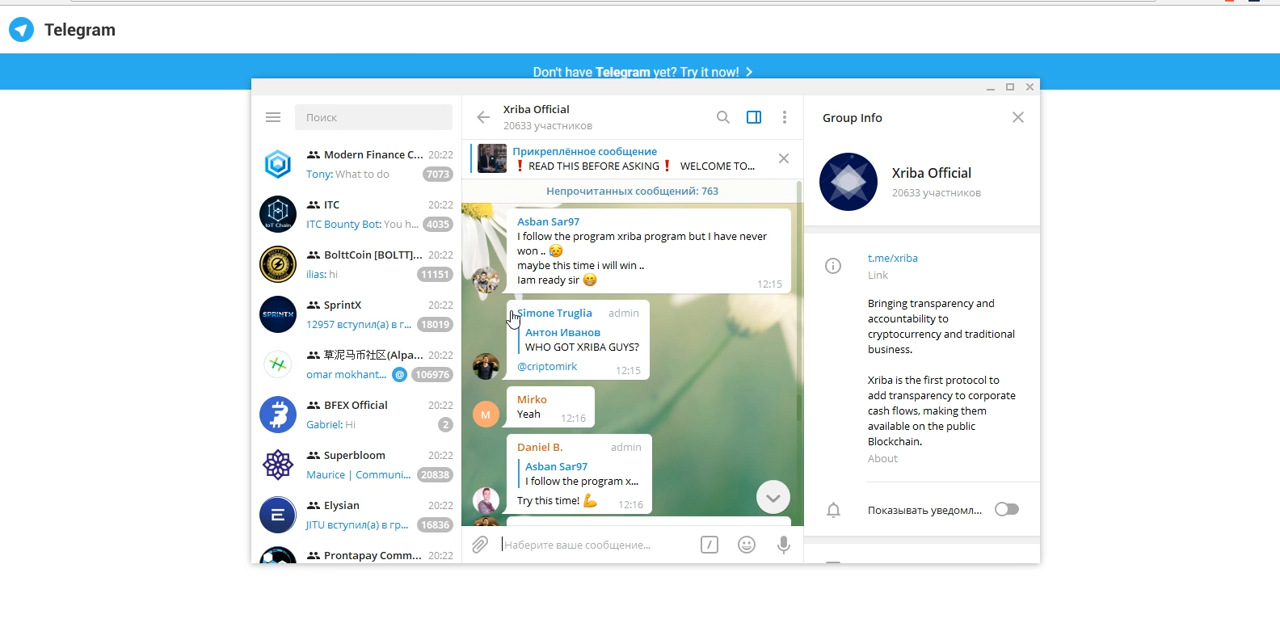 Telegram
Don't have Telegram yet? Try it now!
Поиск
Modern Finance C... 20:22
Tony: What to do 7073
ITC 20:22
ITC Bounty Bot: You h... 4035
BolttCoin [BOLTT]... 20:22
ilias: hi 11151
SprintX 20:22
12957 вступил(а) в г... 18019
草泥马币社区(Alpa... 20:22
omar mokhant... @ 106976
BFEX Official 20:22
Gabriel: Hi 2
Superbloom 20:22
Maurice | Communi... 20838
Elysian 20:22
JITU вступил(а) в гр... 16836
Prontapay Comm... 20:22
IoT Chain
SPRINTX
Xriba Official
20633 участников
Прикреплённое сообщение
❗ READ THIS BEFORE ASKING ❗ WELCOME TO...
Непрочитанных сообщений: 763
Asban Sar97
I follow the program xriba program but I have never
won .. 😥
maybe this time i will win ..
Iam ready sir 😁
12:15
Simone Truglia admin
Антон Иванов
WHO GOT XRIBA GUYS?
@criptomirk 12:15
M
Mirko
Yeah 12:16
Daniel B. admin
Asban Sar97
I follow the program x...
Try this time! 💪 12:16
Наберите ваше сообщение...
Group Info
Xriba Official
20633 участников
t.me/xriba
Link
Bringing transparency and
accountability to
cryptocurrency and traditional
business.
Xriba is the first protocol to
add transparency to corporate
cash flows, making them
available on the public
Blockchain.
About
Показывать уведомл...